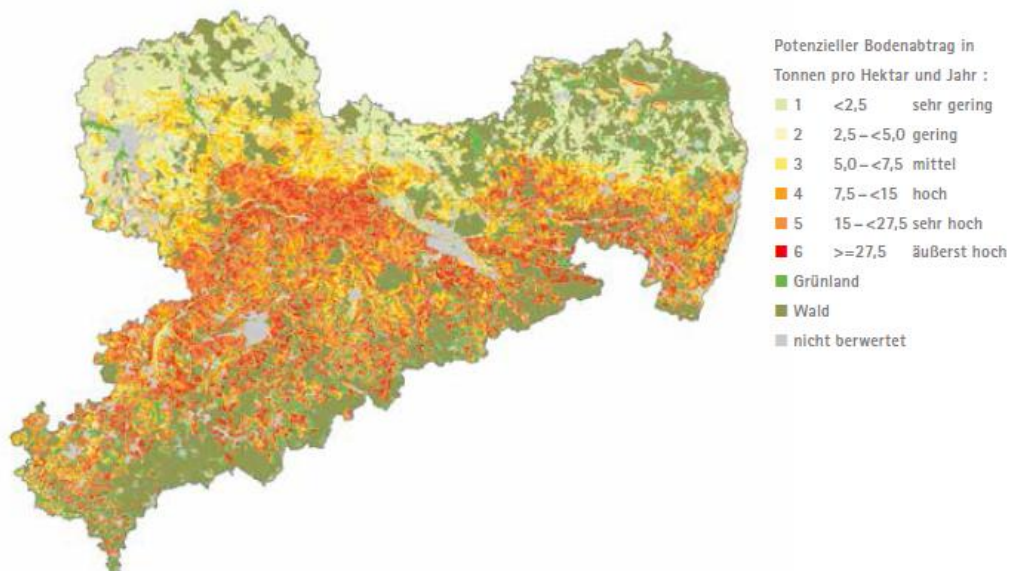 Potenzieller Bodenabtrag in
Tonnen pro Hektar und Jahr :
1 <2,5 sehr gering
2 2,5–<5,0 gering
3 5,0–<7,5 mittel
4 7,5–<15 hoch
5 15–<27,5 sehr hoch
6 >=27,5 äußerst hoch
Grünland
Wald
nicht berwertet